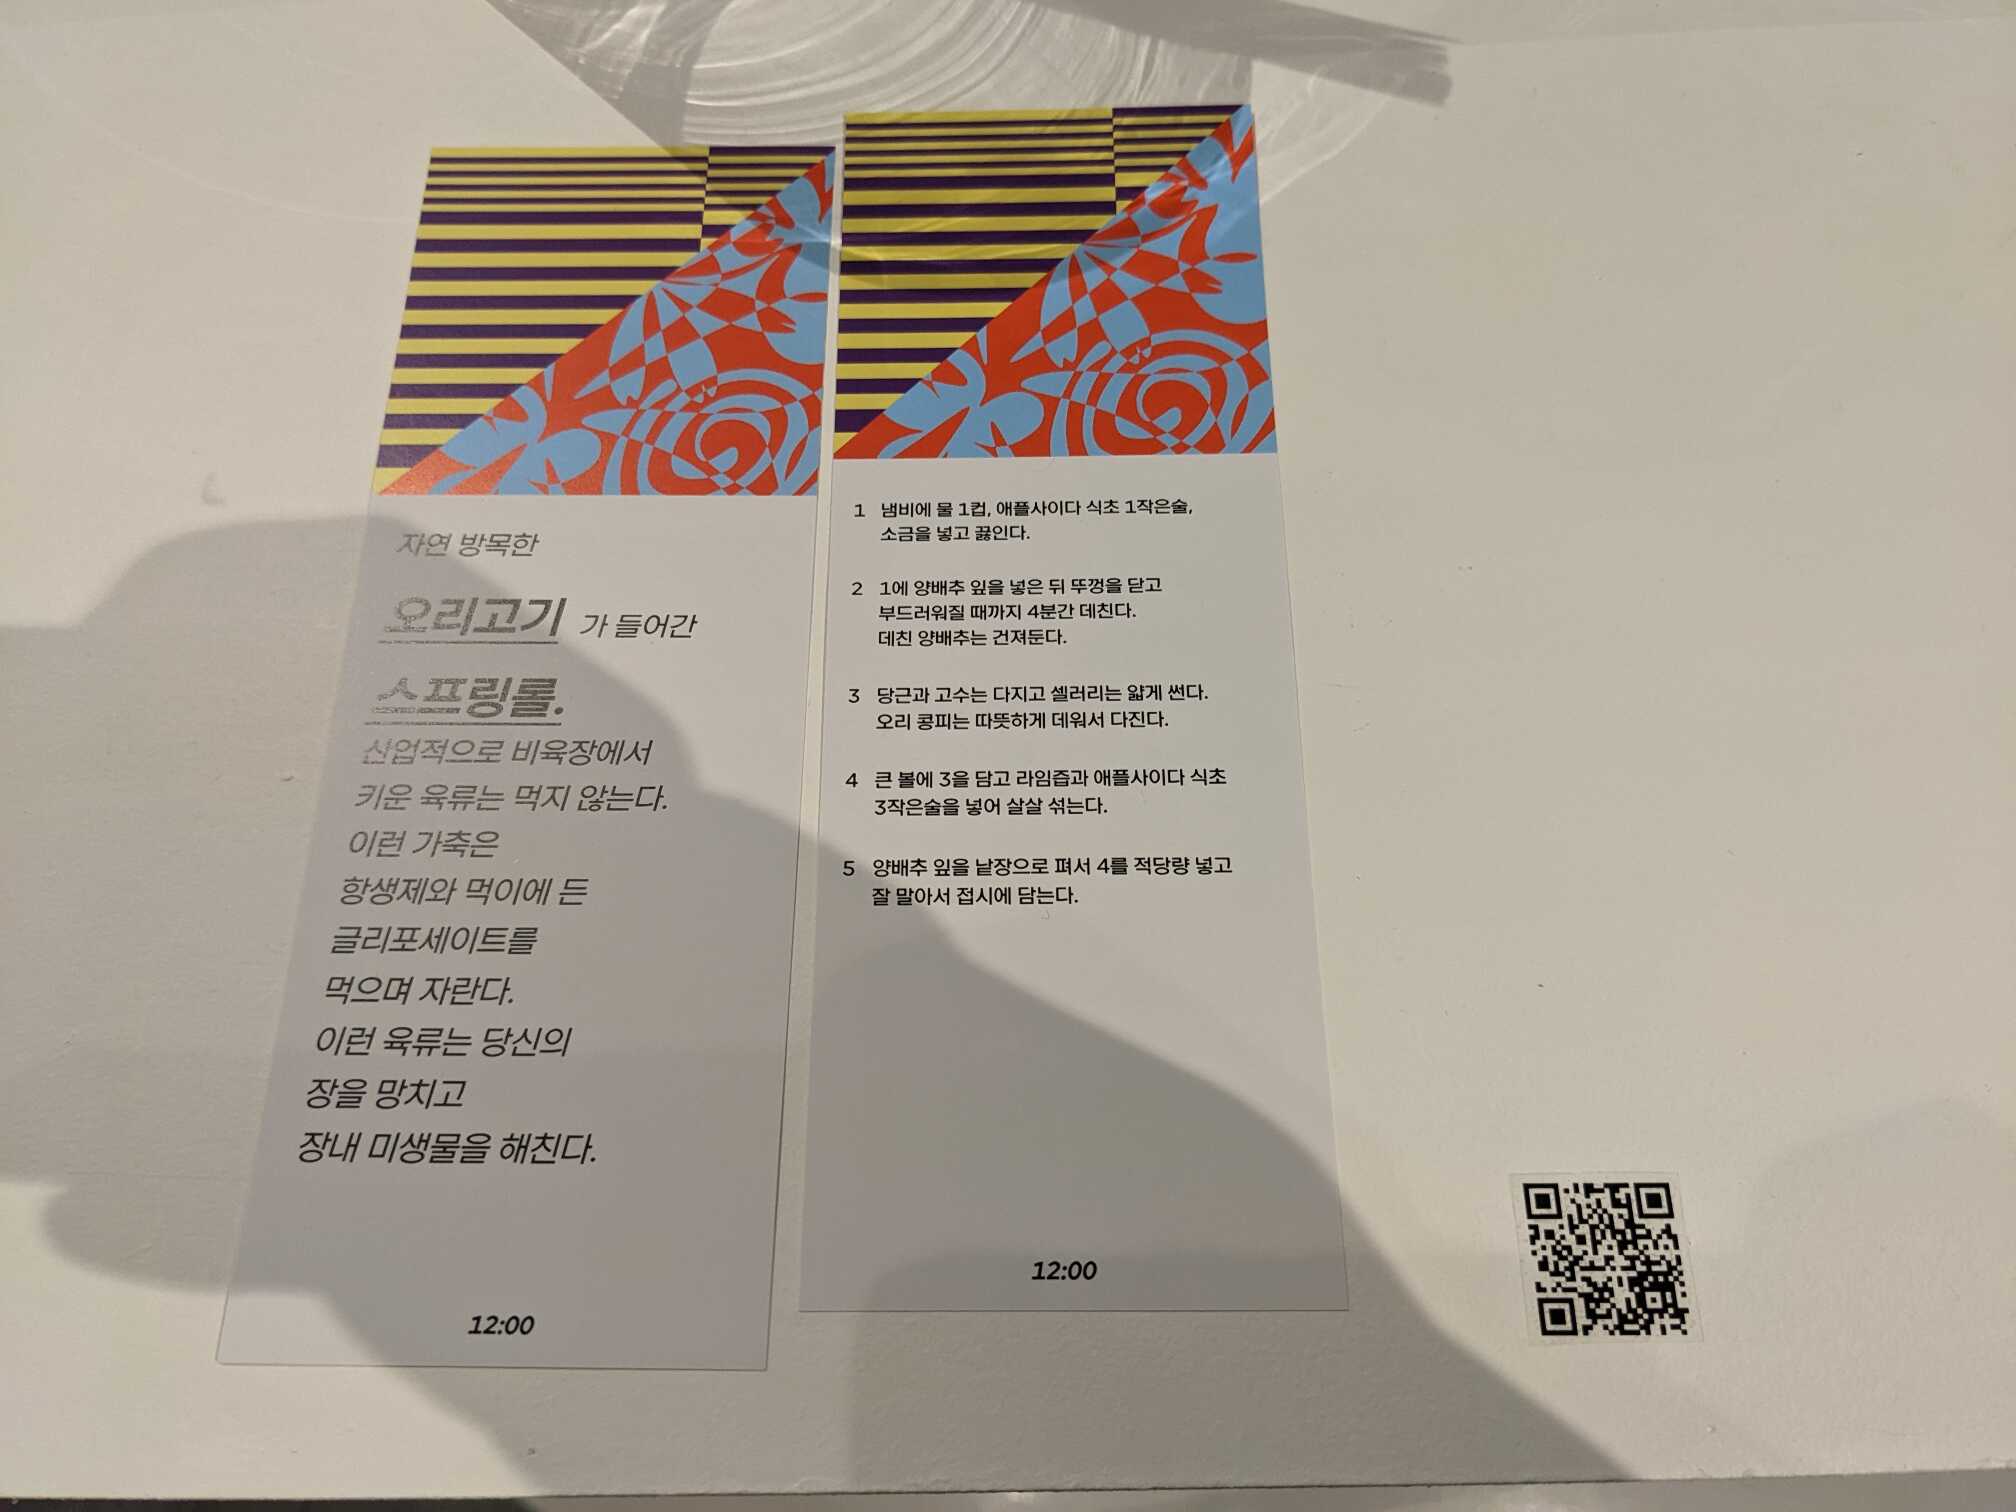 자연 방목한
오리고기 가 들어간
스프링롤.
산업적으로 비육장에서
키운 육류는 먹지 않는다.
이런 가축은
항생제와 먹이에 든
글리포세이트를
먹으며 자란다.
이런 육류는 당신의
장을 망치고
장내 미생물을 해친다.
12:00
1 냄비에 물 1컵, 애플사이다 식초 1작은술,
소금을 넣고 끓인다.
2 1에 양배추 잎을 넣은 뒤 뚜껑을 닫고
부드러워질 때까지 4분간 데친다.
데친 양배추는 건져둔다.
3 당근과 고수는 다지고 셀러리는 얇게 썬다.
오리 콩피는 따뜻하게 데워서 다진다.
4 큰 볼에 3을 담고 라임즙과 애플사이다 식초
3작은술을 넣어 살살 섞는다.
5 양배추 잎을 낱장으로 펴서 4를 적당량 넣고
잘 말아서 접시에 담는다.
12:00